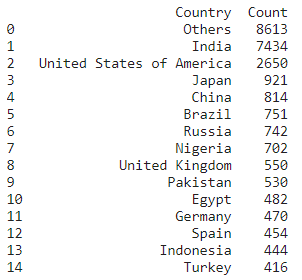 Country Count
0 Others 8613
1 India 7434
2 United States of America 2650
3 Japan 921
4 China 814
5 Brazil 751
6 Russia 742
7 Nigeria 702
8 United Kingdom 550
9 Pakistan 530
10 Egypt 482
11 Germany 470
12 Spain 454
13 Indonesia 444
14 Turkey 416